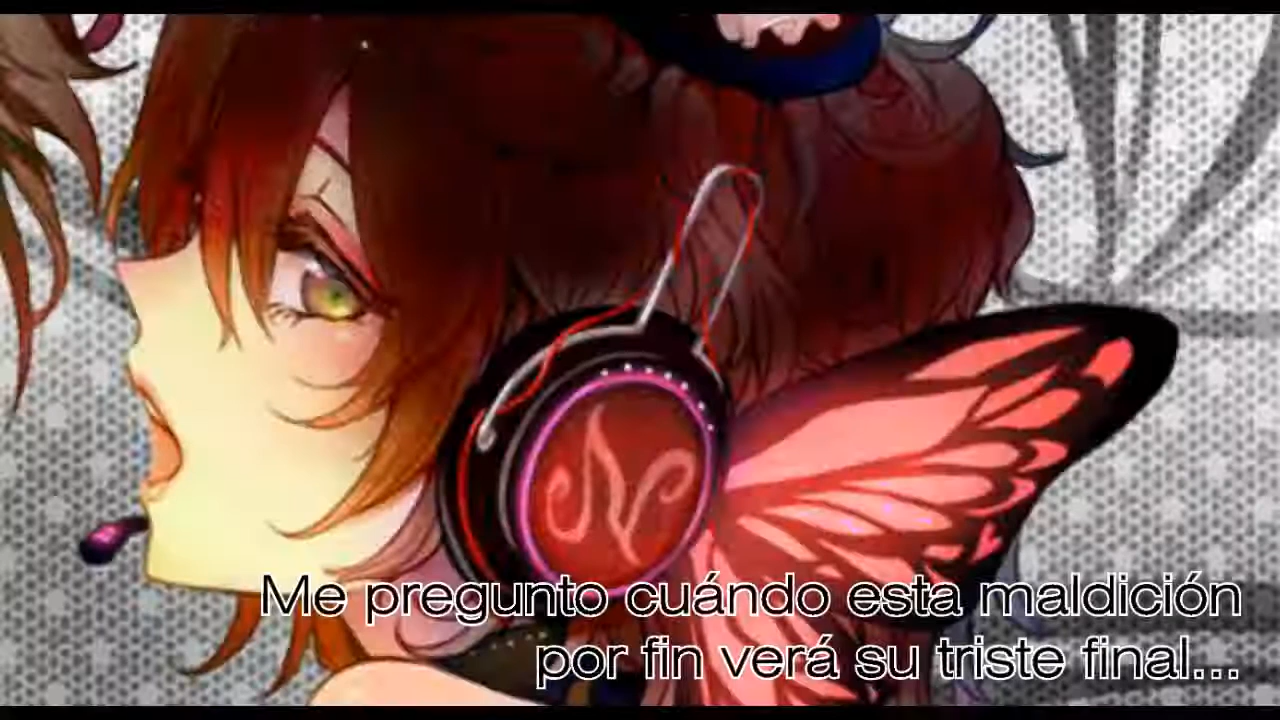 Me pregunto cuándo esta maldición
por fin verá su triste final...